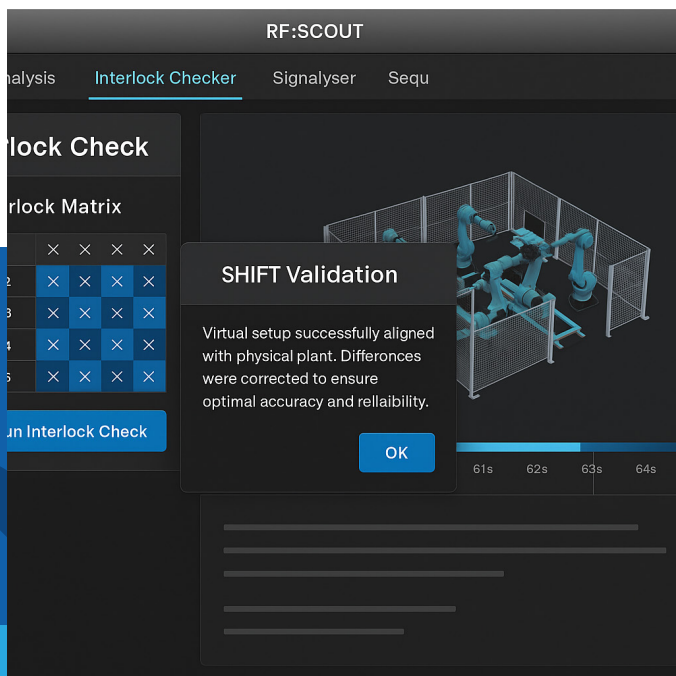 RF:SCOUT
nalysis Interlock Checker Signalyser Sequ
lock Check
rlock Matrix
× × × ×
2 × × × ×
3 × × × ×
4 × × × ×
5 × × × ×
un Interlock Check
SHIFT Validation
Virtual setup successfully aligned
with physical plant. Differonces
were corrected to ensure
optimal accuracy and rellaibility.
OK
61s 62s 63s 64s